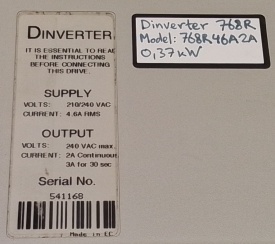 DINVERTER
IT IS ESSENTIAL TO READ
THE INSTRUCTIONS
BEFORE CONNECTING
THIS DRIVE.
SUPPLY
VOLTS: 210/240 VAC
CURRENT: 4.6A RMS
OUTPUT
VOLTS: 240 VAC max.
CURRENT: 2A Continuous
3A for 30 sec
Serial No.
541168
Made in
Dinverter 768R
Model: 768R46A2A
0,37 kW